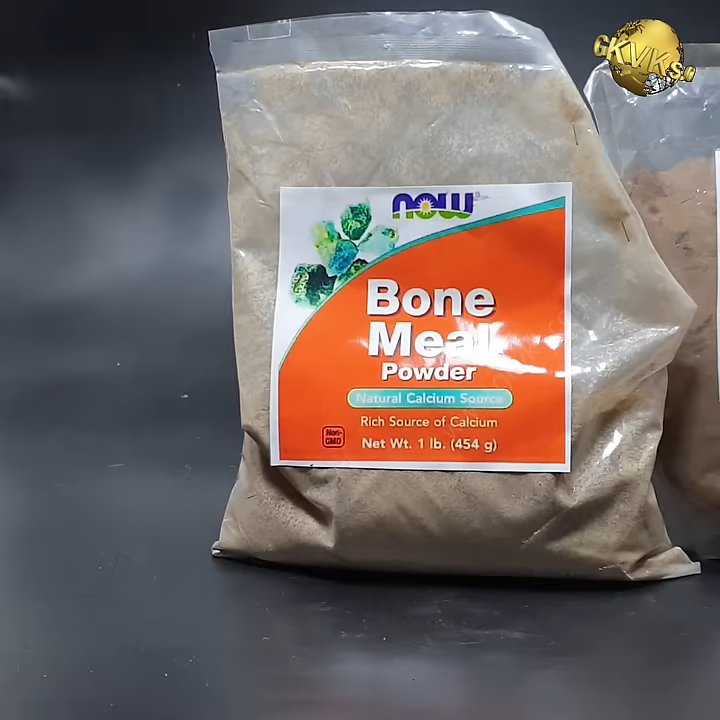 GKVKS.G
now
Bone
Meal
Powder
Natural Calcium Source
Rich Source of Calcium
Non-
GMO
Net Wt. 1 lb. (454 g)